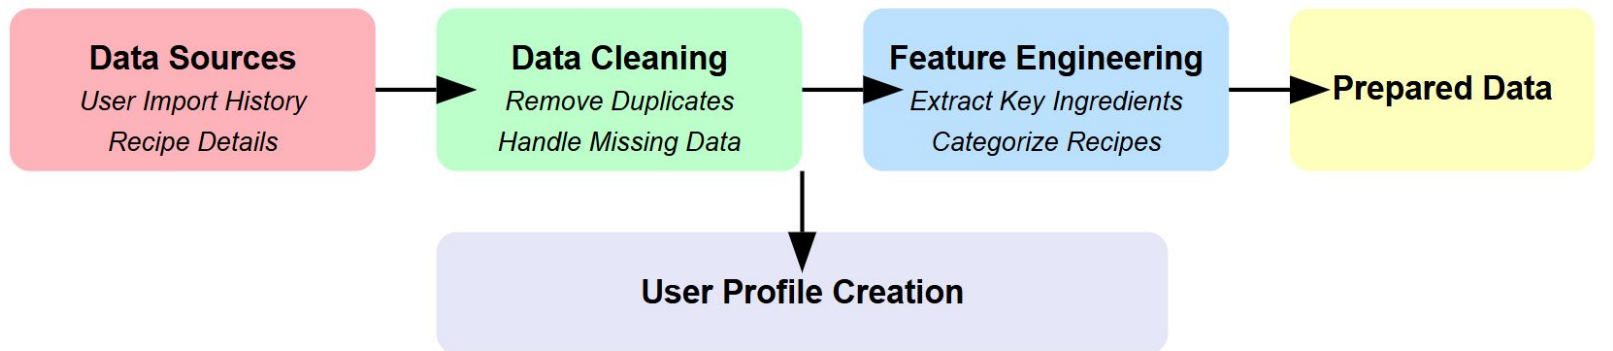 Data Sources
User Import History
Recipe Details
Data Cleaning
Remove Duplicates
Handle Missing Data
Feature Engineering
Extract Key Ingredients
Categorize Recipes
Prepared Data
User Profile Creation